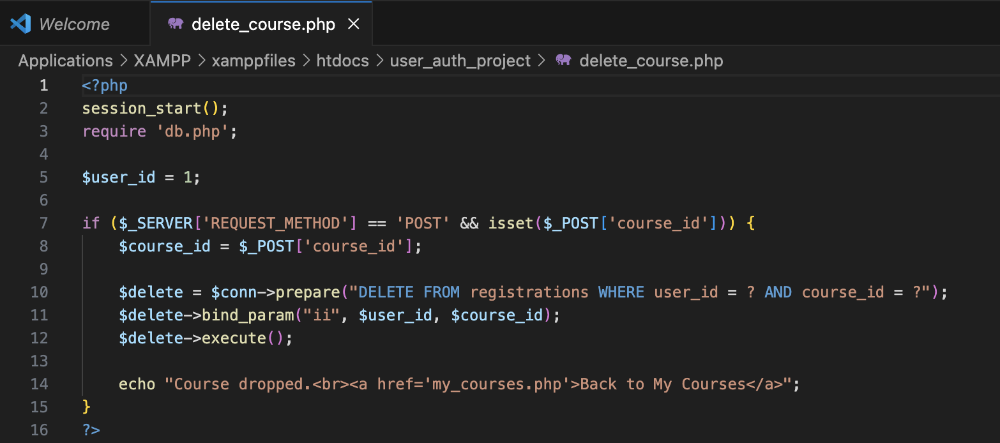 Welcome
delete_course.php
Applications > XAMPP > xamppfiles > htdocs > user_auth_project > delete_course.php
1 <?php
2 session_start();
3 require 'db.php';
4
5 $user_id = 1;
6
7 if ($_SERVER['REQUEST_METHOD'] == 'POST' && isset($_POST['course_id'])) {
8     $course_id = $_POST['course_id'];
9
10     $delete = $conn->prepare("DELETE FROM registrations WHERE user_id = ? AND course_id = ?");
11     $delete->bind_param("ii", $user_id, $course_id);
12     $delete->execute();
13
14     echo "Course dropped.<br><a href='my_courses.php'>Back to My Courses</a>";
15 }
16 ?>